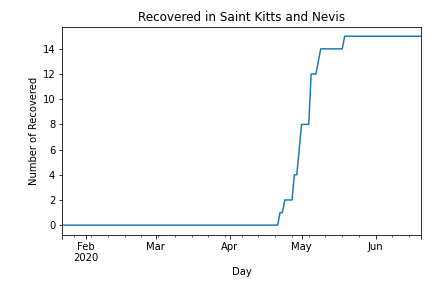 Recovered in Saint Kitts and Nevis
Number of Recovered
14
12
10
8
6
4
2
0
Feb Mar Apr May Jun
2020
Day